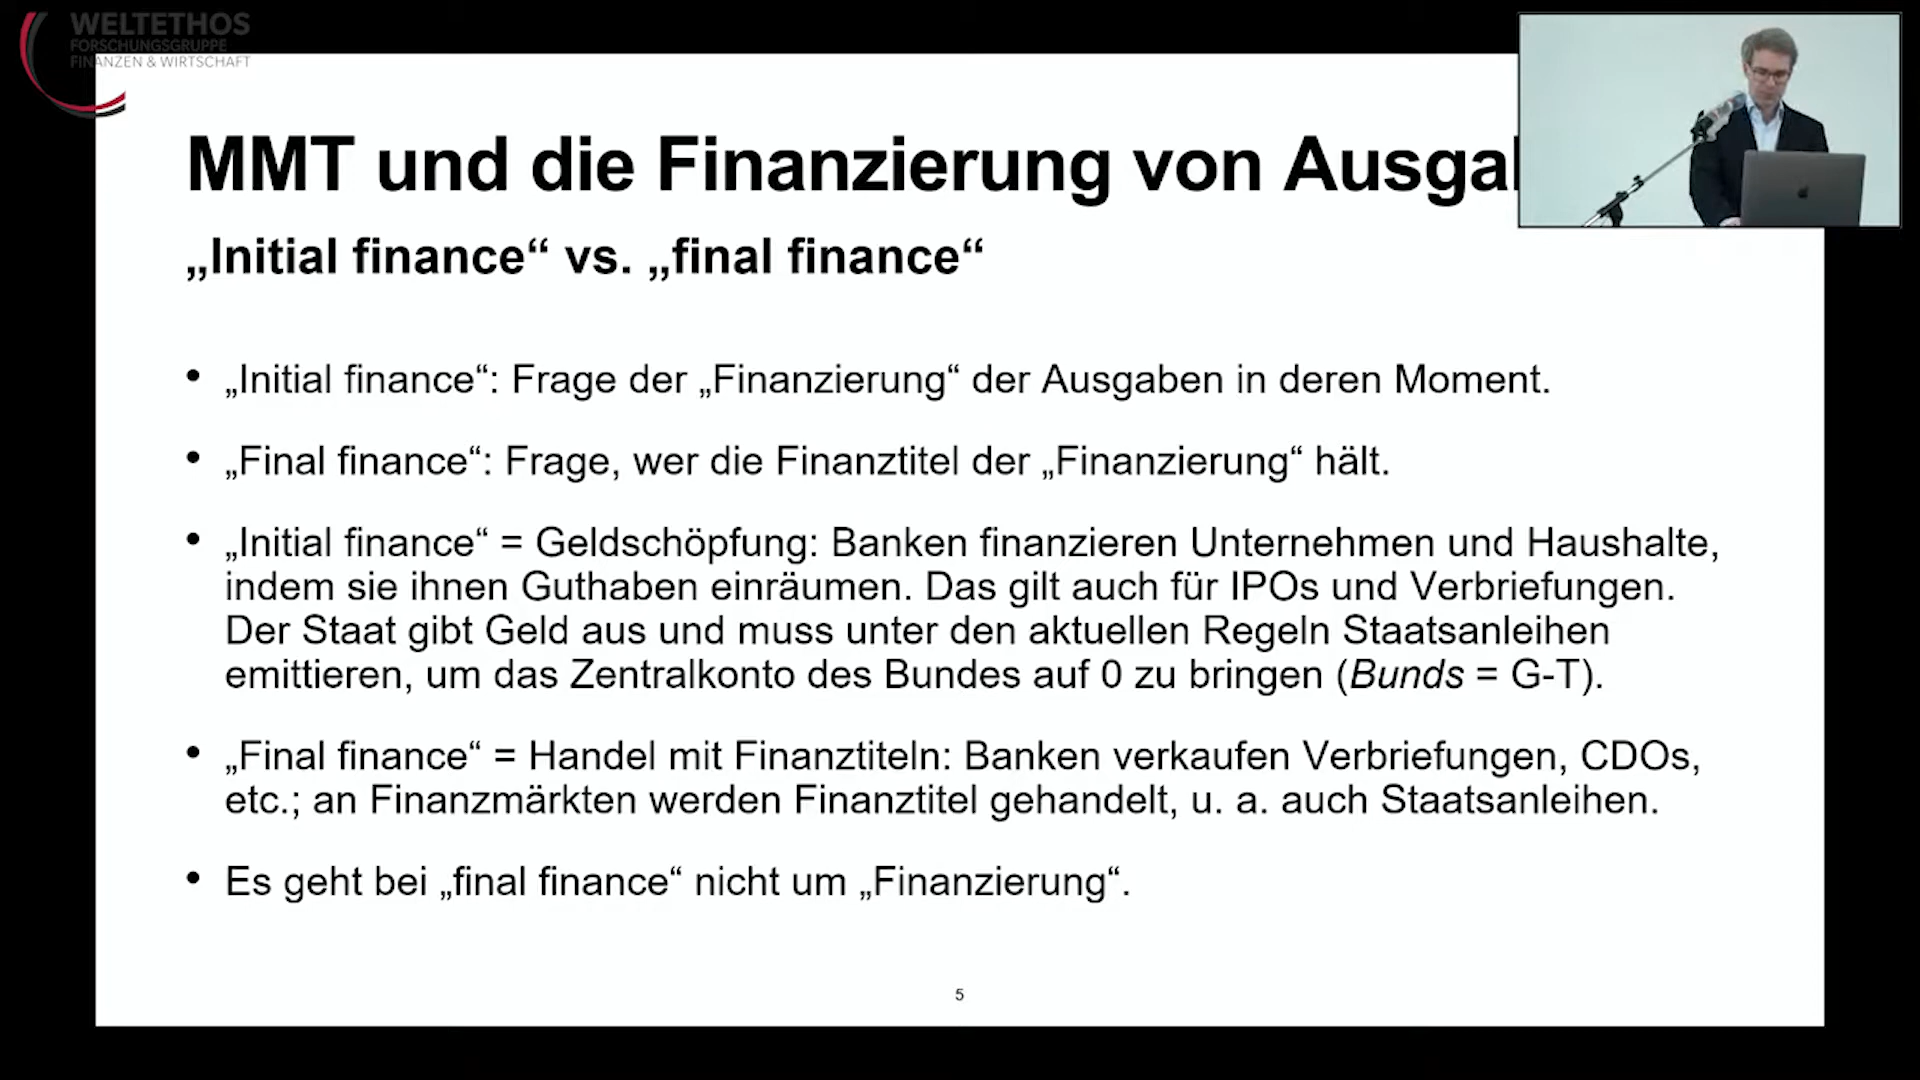 WELTETHOS
FORSCHUNGSGRUPPE
FINANZEN & WIRTSCHAFT
MMT und die Finanzierung von
„Initial finance“ vs. „final finance“
• „Initial finance“: Frage der „Finanzierung“ der Ausgaben in deren Moment.
• „Final finance“: Frage, wer die Finanztitel der „Finanzierung“ hält.
• „Initial finance“ = Geldschöpfung: Banken finanzieren Unternehmen und Haushalte,
indem sie ihnen Guthaben einräumen. Das gilt auch für IPOs und Verbriefungen.
Der Staat gibt Geld aus und muss unter den aktuellen Regeln Staatsanleihen
emittieren, um das Zentralkonto des Bundes auf 0 zu bringen (Bunds = G-T).
• „Final finance“ = Handel mit Finanztiteln: Banken verkaufen Verbriefungen, CDOs,
etc.; an Finanzmärkten werden Finanztitel gehandelt, u. a. auch Staatsanleihen.
• Es geht bei „final finance“ nicht um „Finanzierung“.
5